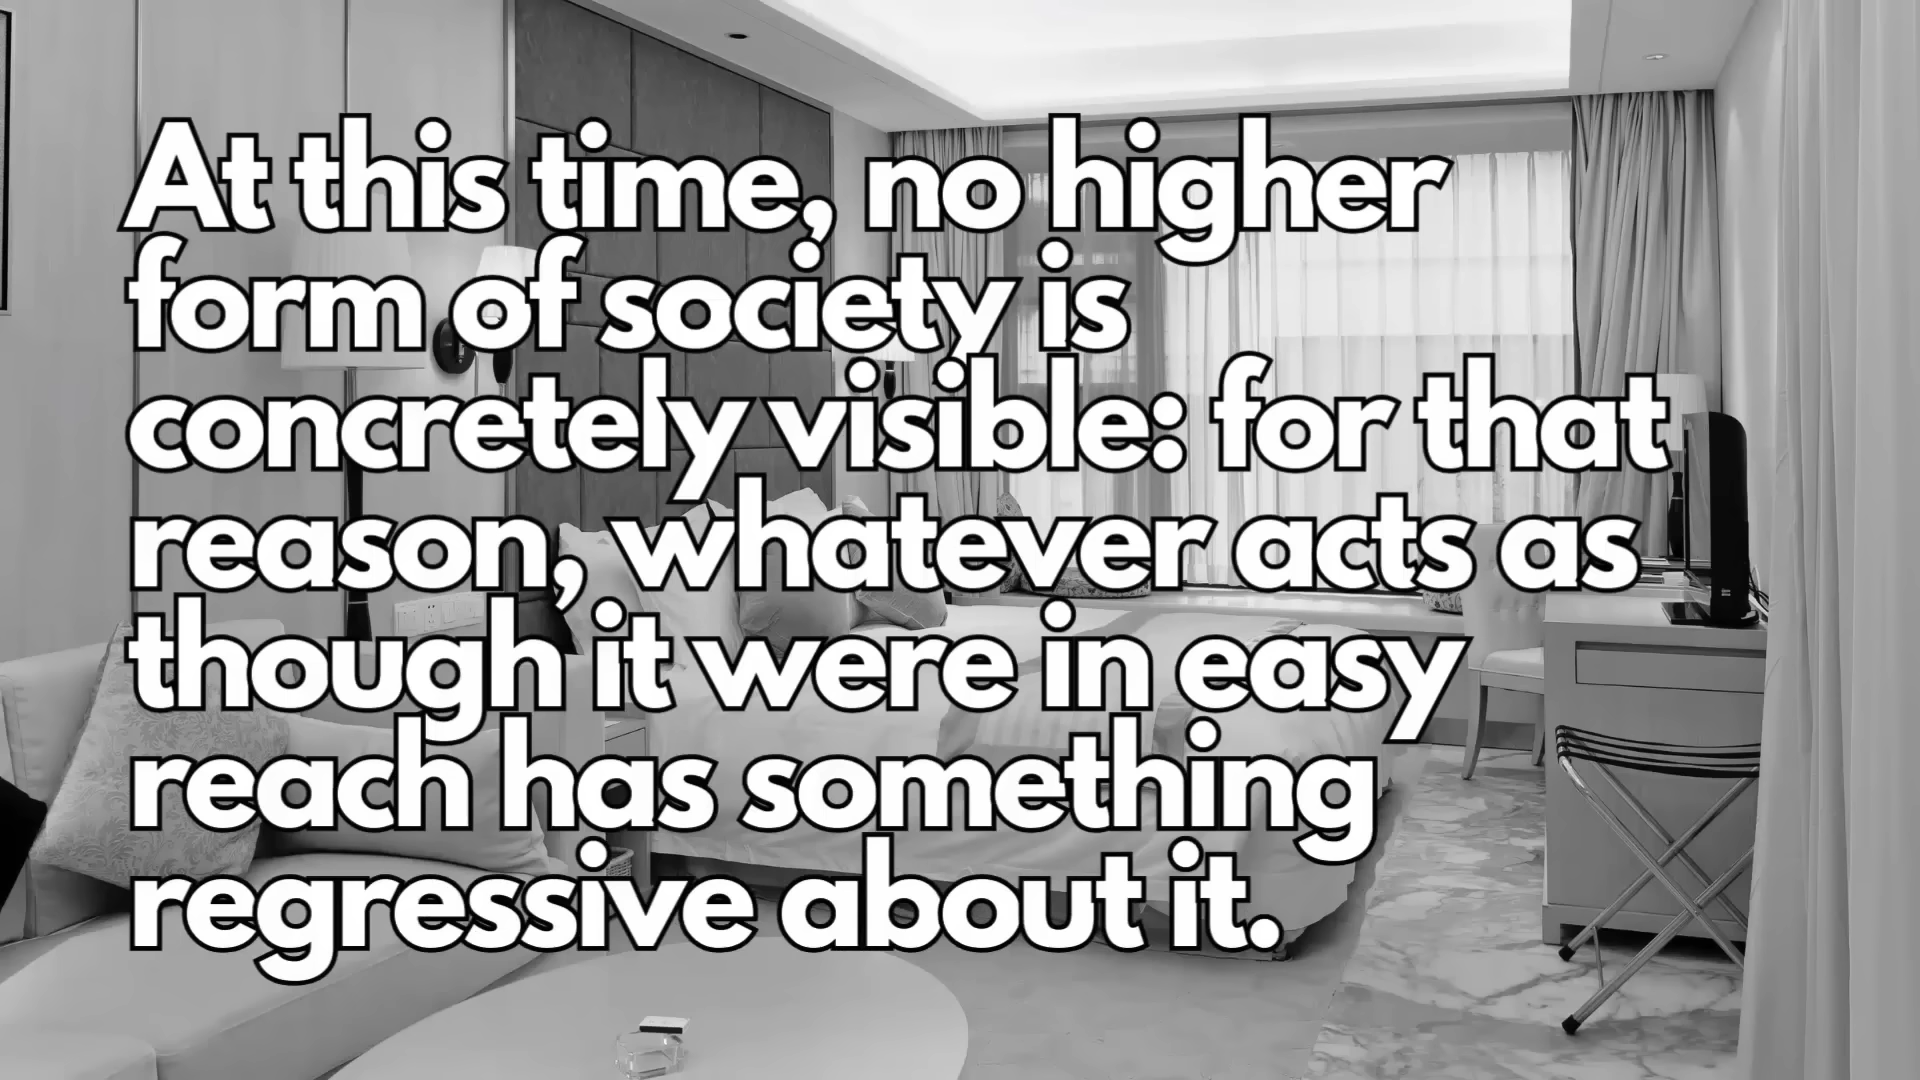 At this time, no higher
form of society is
concretely visible: for that
reason, whatever acts as
though it were in easy
reach has something
regressive about it.